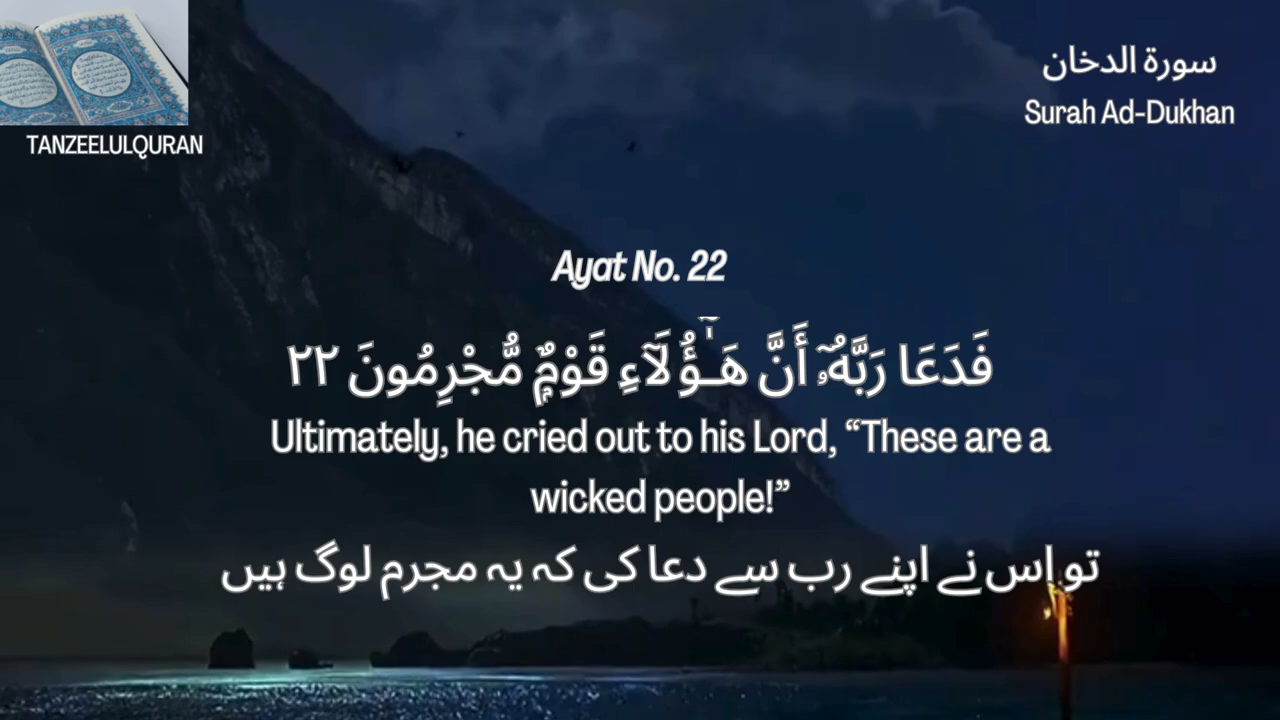 سورة الدخان
Surah Ad-Dukhan
TANZEELULQURAN
Ayat No. 22
فَدَعَا رَبَّهُۥٓ أَنَّ هَـٰٓؤُلَآءِ قَوْمٌۭ مُّجْرِمُونَ ٢٢
Ultimately, he cried out to his Lord, “These are a
wicked people!”
تو اس نے اپنے رب سے دعا کی کہ یہ مجرم لوگ ہیں